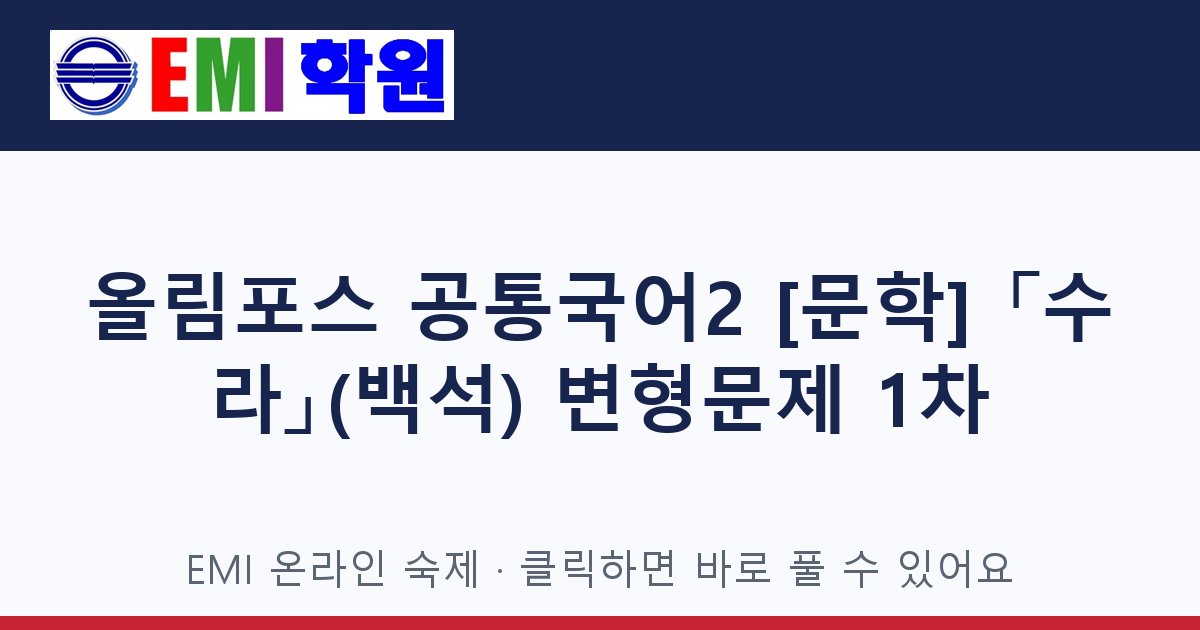 EMI 학원
올림포스 공통국어2 [문학] 「수
라」(백석) 변형문제 1차
EMI 온라인 숙제 · 클릭하면 바로 풀 수 있어요